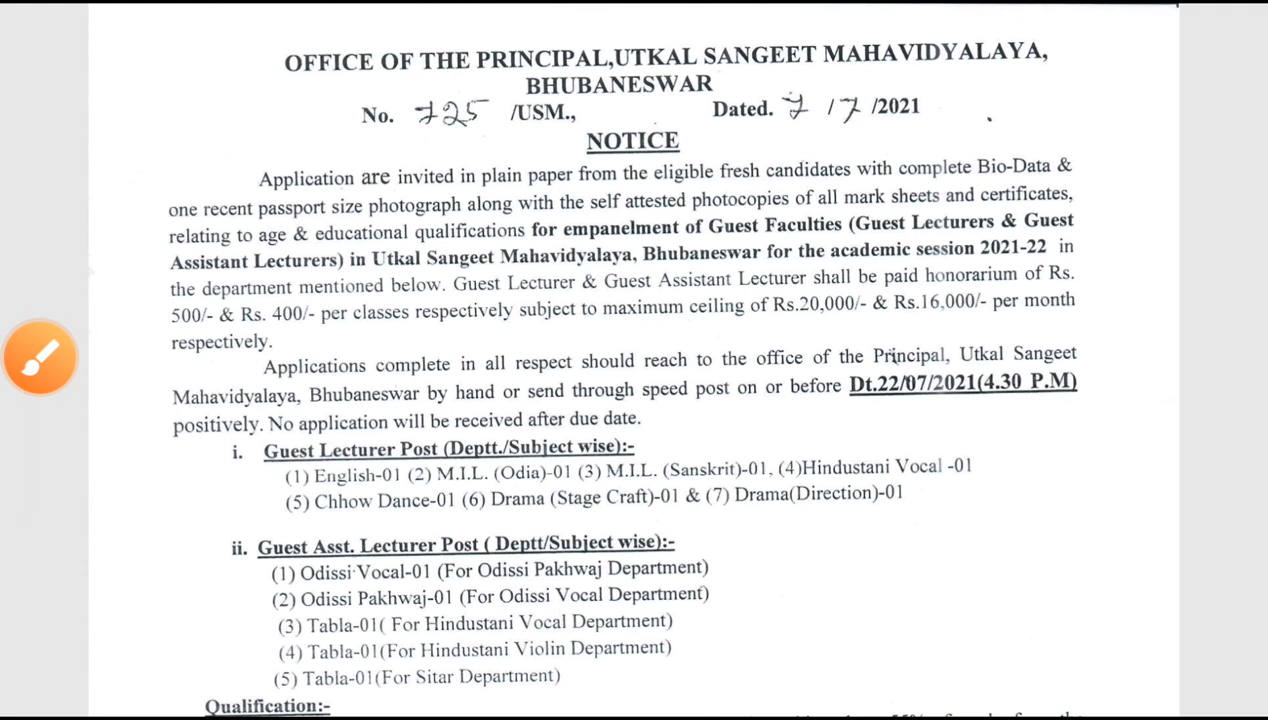 OFFICE OF THE PRINCIPAL,UTKAL SANGEET MAHAVIDYALAYA,
BHUBANESWAR
No. 725 /USM., Dated. 7 /7 /2021
NOTICE
Application are invited in plain paper from the eligible fresh candidates with complete Bio-Data &
one recent passport size photograph along with the self attested photocopies of all mark sheets and certificates,
relating to age & educational qualifications for empanelment of Guest Faculties (Guest Lecturers & Guest
Assistant Lecturers) in Utkal Sangeet Mahavidyalaya, Bhubaneswar for the academic session 2021-22 in
the department mentioned below. Guest Lecturer & Guest Assistant Lecturer shall be paid honorarium of Rs.
500/- & Rs. 400/- per classes respectively subject to maximum ceiling of Rs.20,000/- & Rs.16,000/- per month
respectively.
Applications complete in all respect should reach to the office of the Principal, Utkal Sangeet
Mahavidyalaya, Bhubaneswar by hand or send through speed post on or before Dt.22/07/2021(4.30 P.M)
positively. No application will be received after due date.
i. Guest Lecturer Post (Deptt./Subject wise):-
(1) English-01 (2) M.I.L. (Odia)-01 (3) M.I.L. (Sanskrit)-01, (4)Hindustani Vocal -01
(5) Chhow Dance-01 (6) Drama (Stage Craft)-01 & (7) Drama(Direction)-01
ii. Guest Asst. Lecturer Post ( Deptt/Subject wise):-
(1) Odissi Vocal-01 (For Odissi Pakhwaj Department)
(2) Odissi Pakhwaj-01 (For Odissi Vocal Department)
(3) Tabla-01( For Hindustani Vocal Department)
(4) Tabla-01(For Hindustani Violin Department)
(5) Tabla-01(For Sitar Department)
Qualification:-